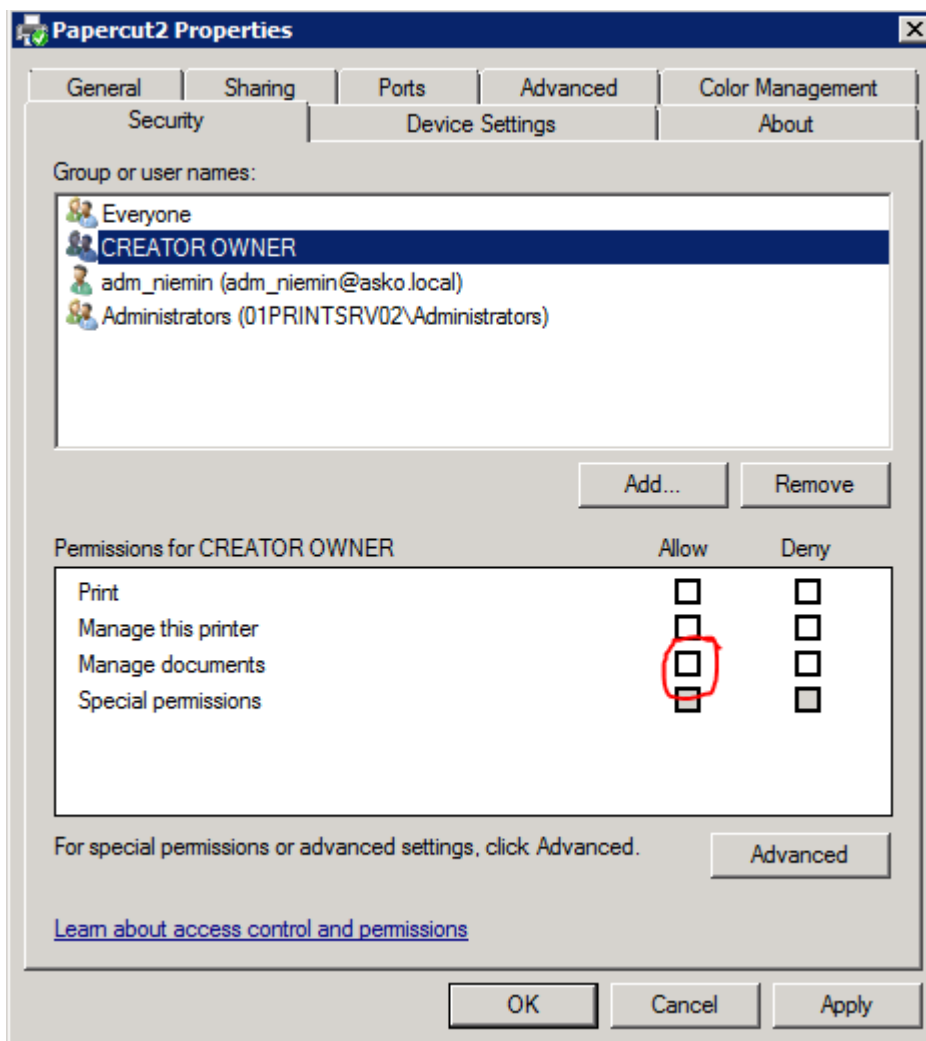 Papercut2 Properties
General Sharing Ports Advanced Color Management
Security Device Settings About
Group or user names:
Everyone
CREATOR OWNER
adm_niemin (adm_niemin@asko.local)
Administrators (01PRINTSRV02\Administrators)
Add... Remove
Permissions for CREATOR OWNER Allow Deny
Print
Manage this printer
Manage documents
Special permissions
For special permissions or advanced settings, click Advanced.
Advanced
Learn about access control and permissions
OK Cancel Apply